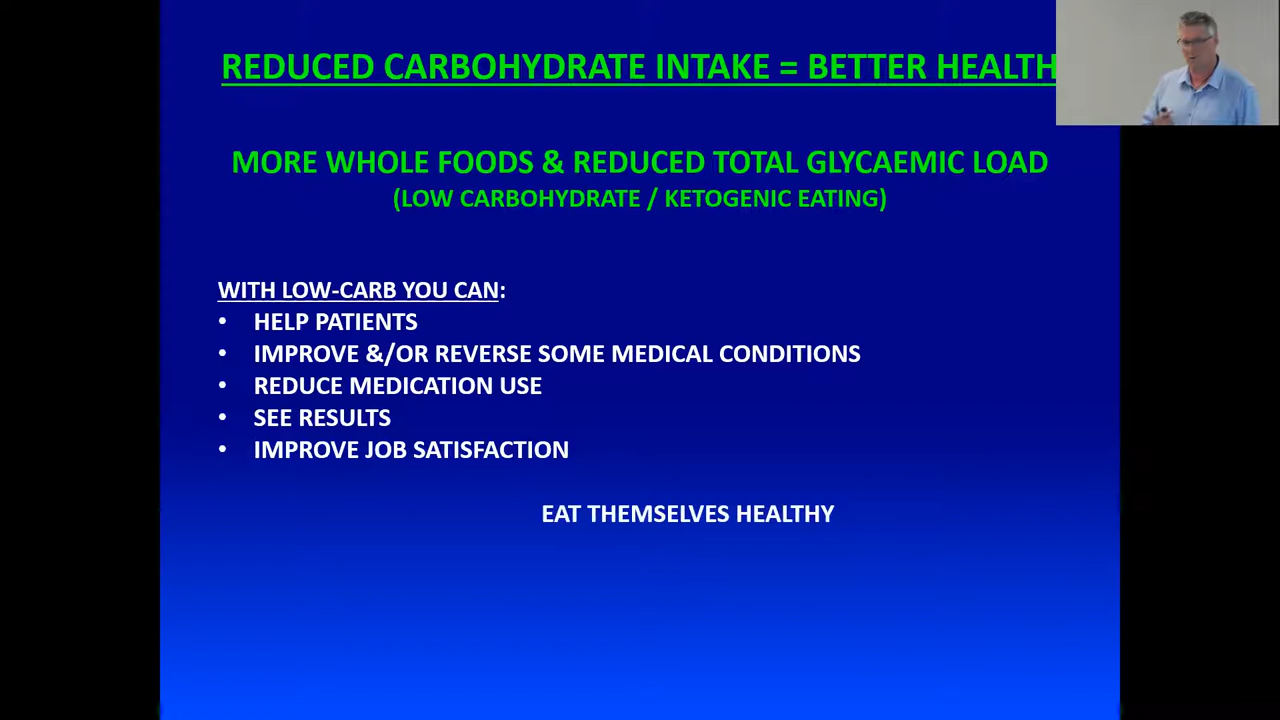 REDUCED CARBOHYDRATE INTAKE = BETTER HEALTH
MORE WHOLE FOODS & REDUCED TOTAL GLYCAEMIC LOAD
(LOW CARBOHYDRATE / KETOGENIC EATING)
WITH LOW-CARB YOU CAN:
• HELP PATIENTS
• IMPROVE &/OR REVERSE SOME MEDICAL CONDITIONS
• REDUCE MEDICATION USE
• SEE RESULTS
• IMPROVE JOB SATISFACTION
EAT THEMSELVES HEALTHY